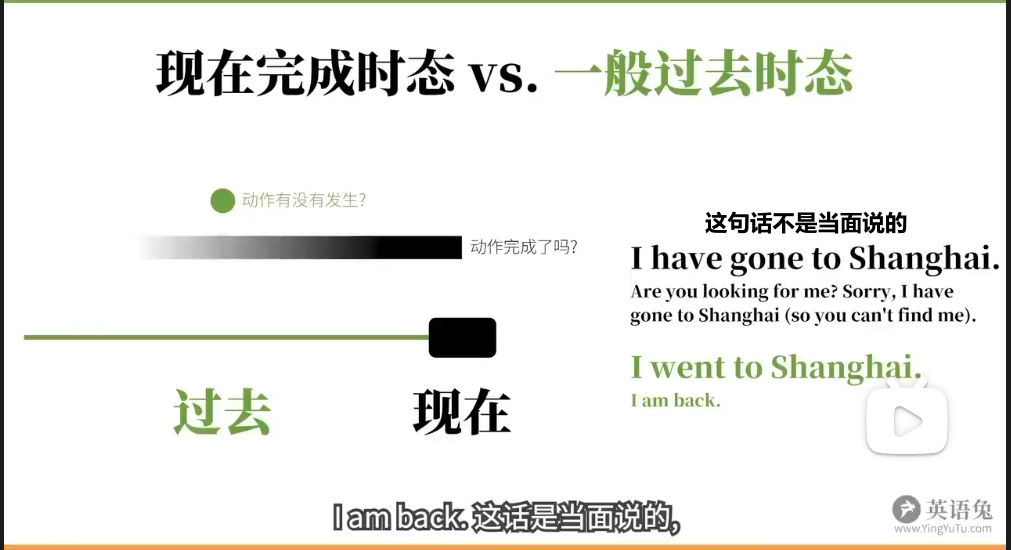 现在完成时态 vs. 一般过去时态
动作有没有发生?
动作完成了吗?
过去
现在
这句话不是当面说的
I have gone to Shanghai.
Are you looking for me? Sorry, I have
gone to Shanghai (so you can't find me).
I went to Shanghai.
I am back.
I am back. 这话是当面说的,
英语兔
www.YingYuTu.com